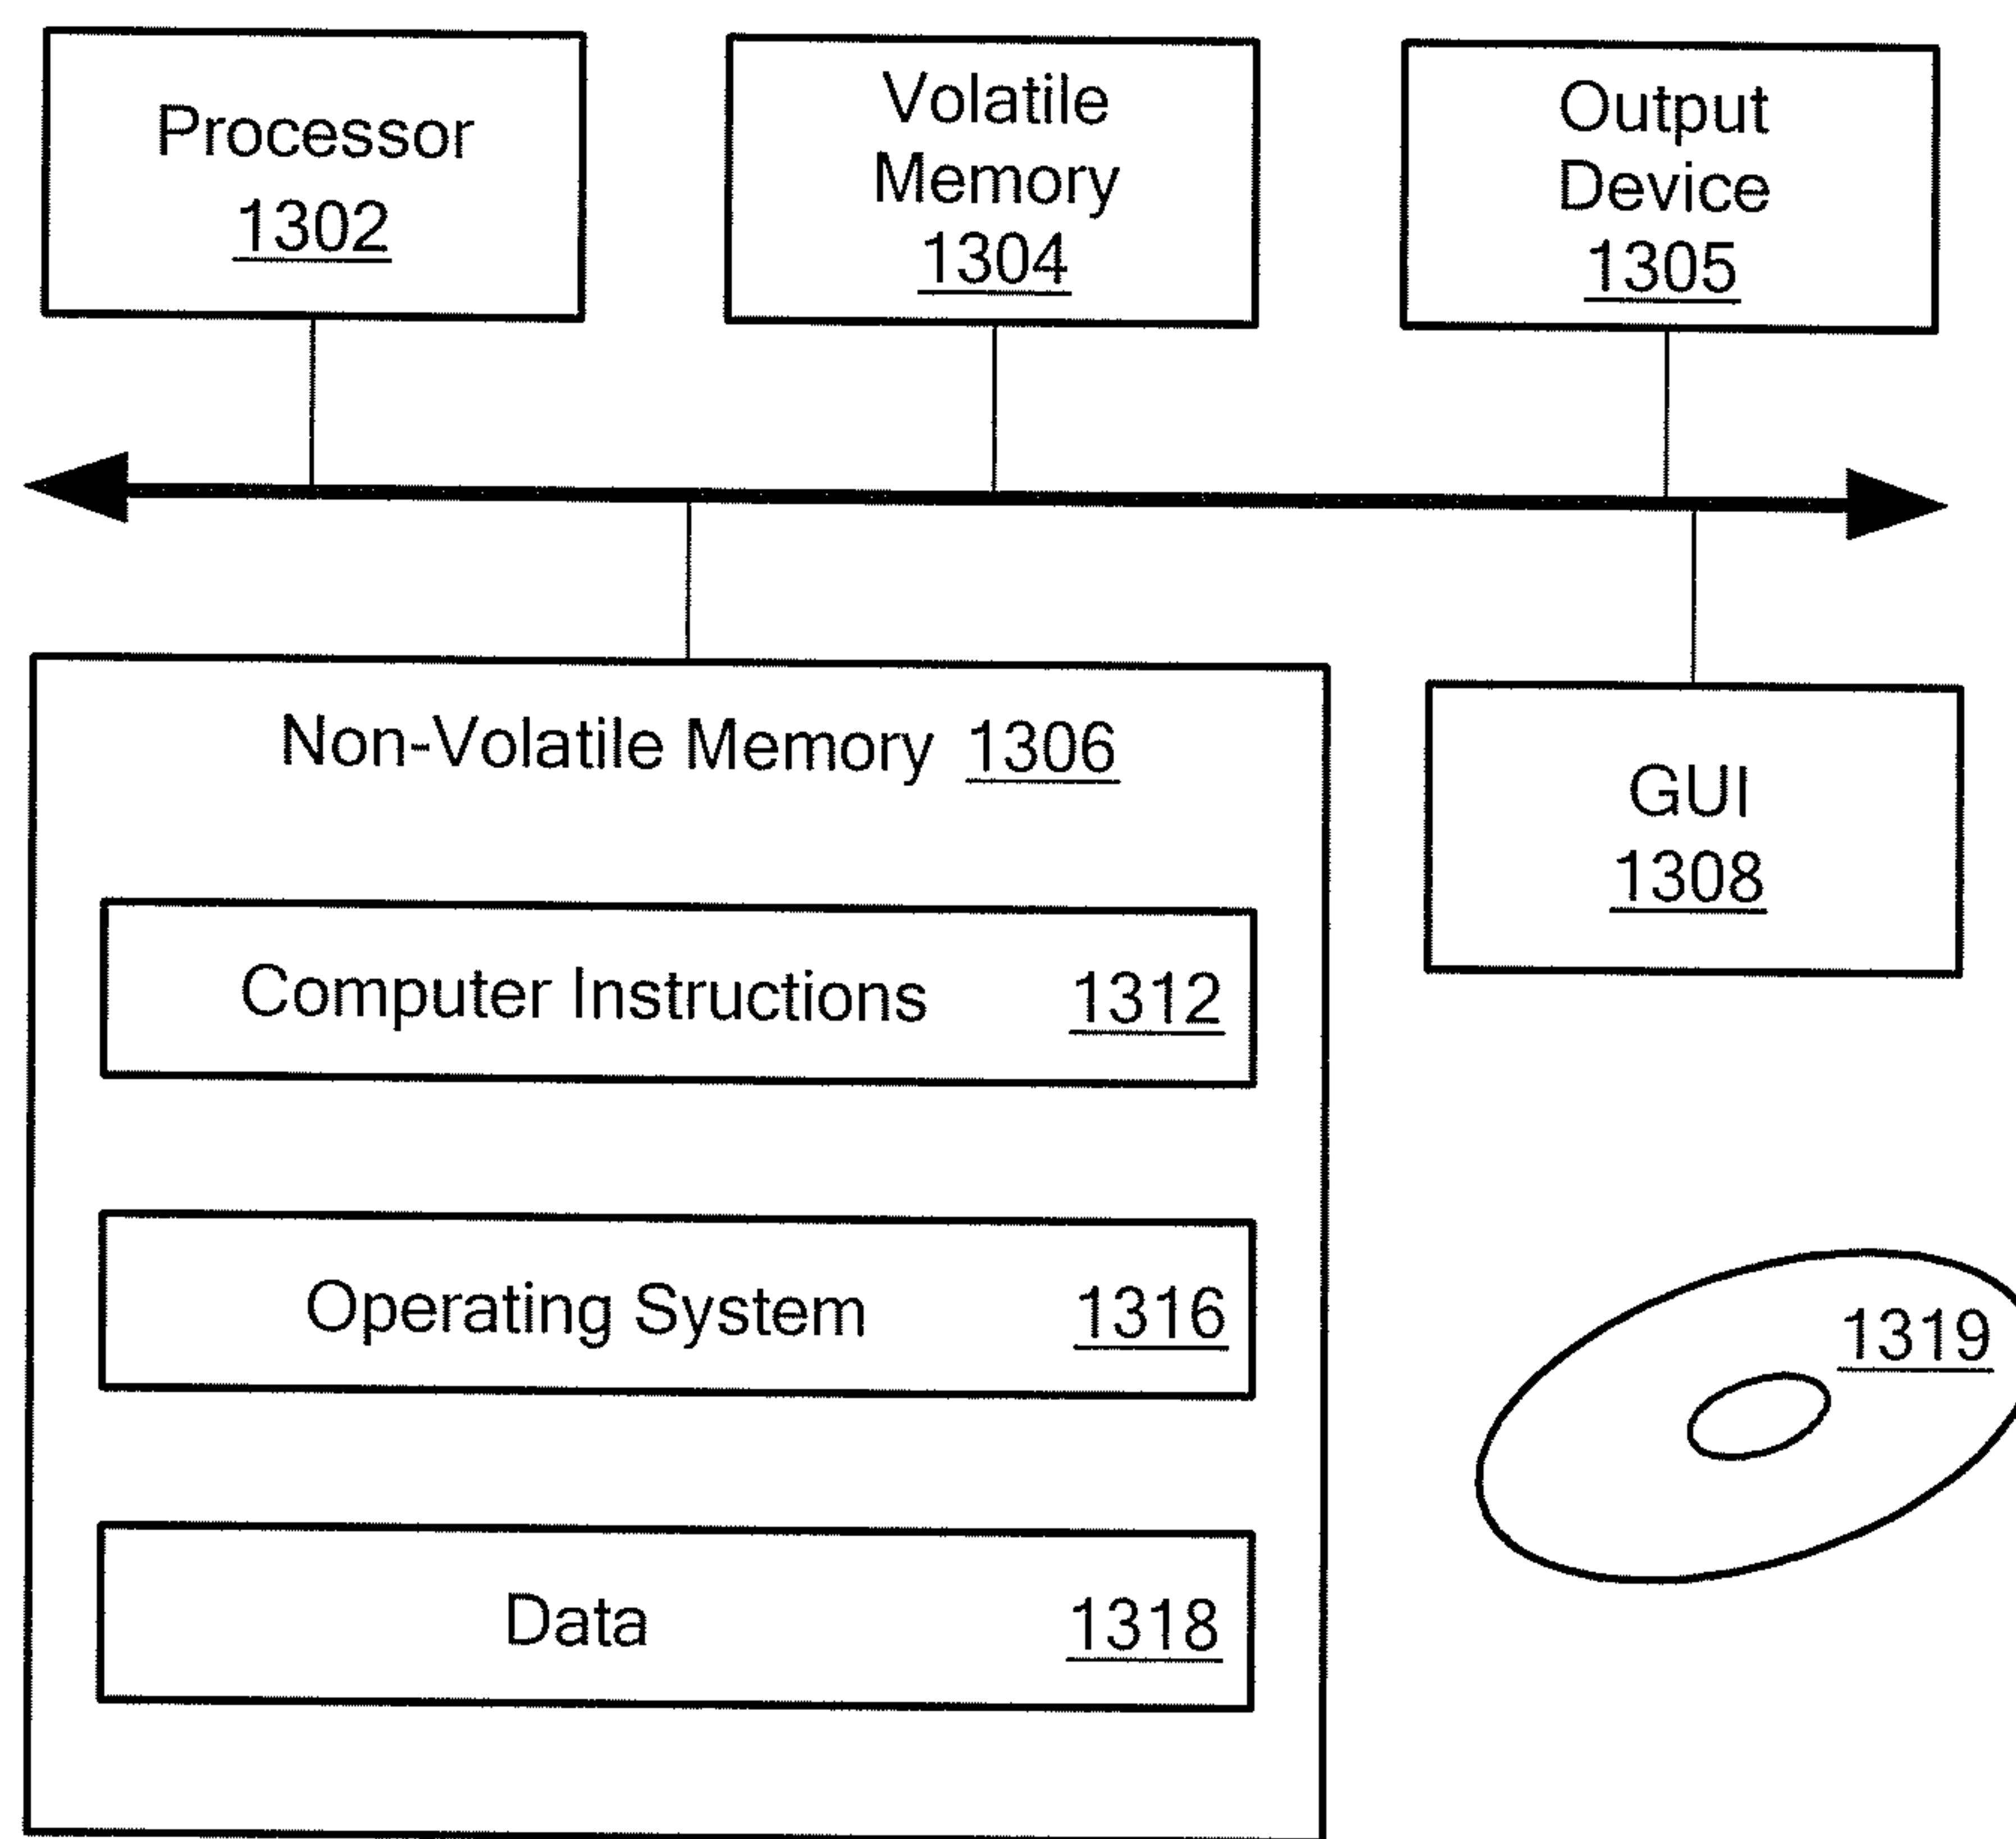 Processor
1302
Volatile
Memory
1304
Output
Device
1305
Non-Volatile Memory 1306
GUI
1308
Computer Instructions 1312
Operating System 1316
1319
Data 1318